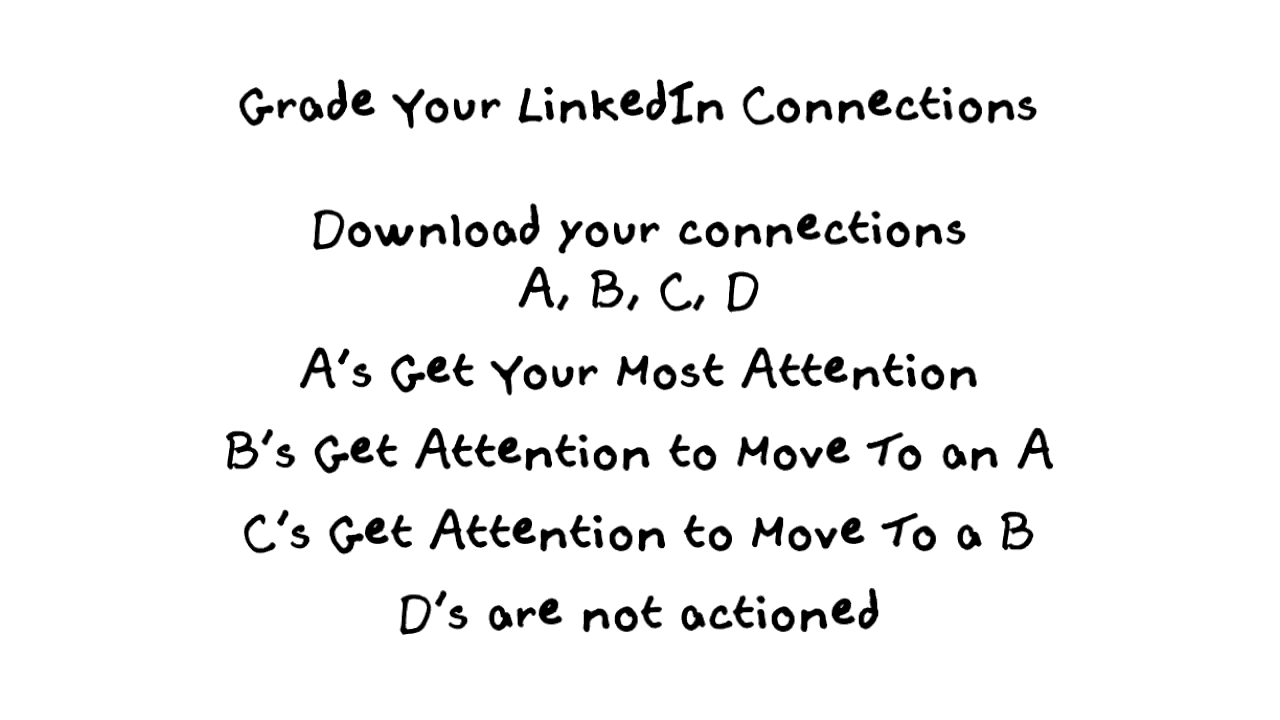 Grade Your LinkedIn Connections
Download your connections
A, B, C, D
A's Get Your Most Attention
B's Get Attention to Move To an A
C's Get Attention to Move To a B
D's are not actioned